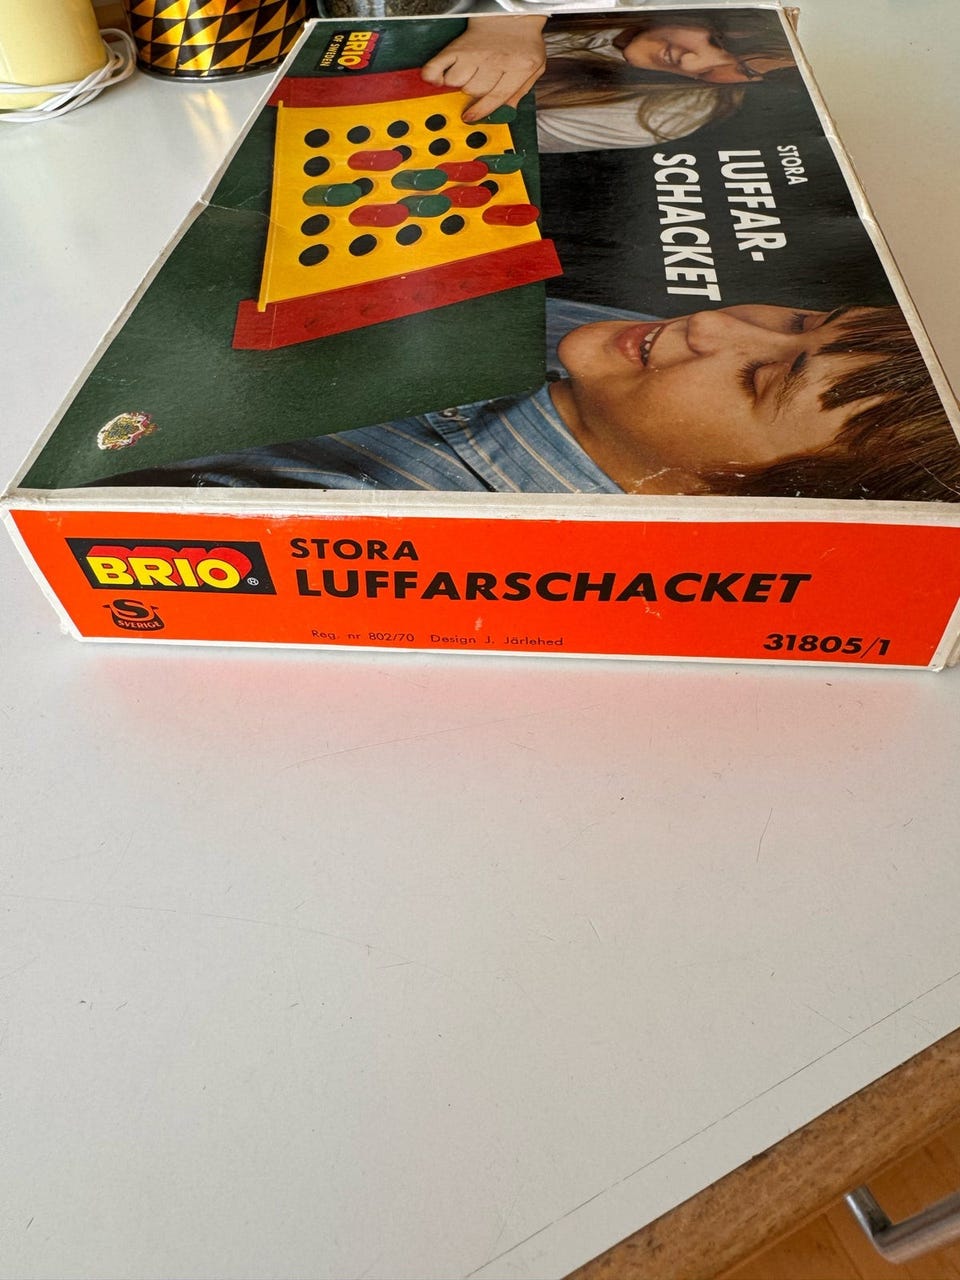 BRIO
OF SWEDEN
STORA
LUFFAR-
SCHACKET
BRIO®
S
SVERIGE
STORA
LUFFARSCHACKET
Reg. nr 802/70 Design J. Järlehed
31805/1